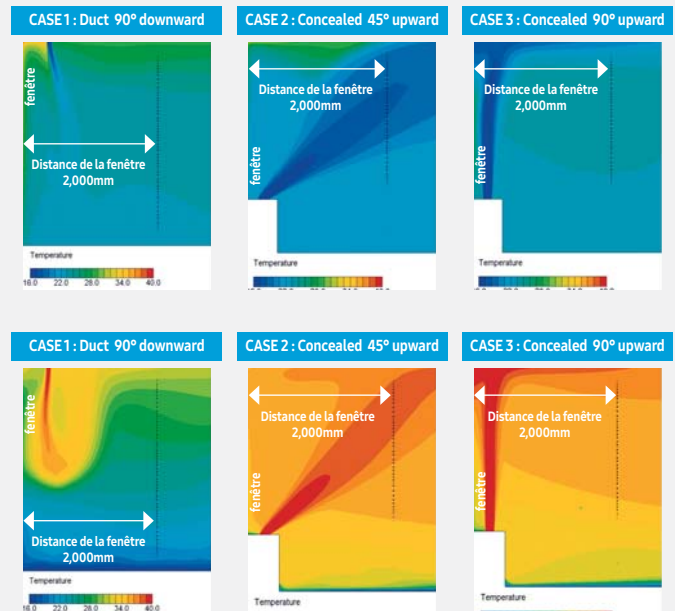 CASE1 : Duct 90° downward
CASE 2 : Concealed 45° upward
CASE 3 : Concealed 90° upward
fenêtre
Distance de la fenêtre
2,000mm
Temperature
16.0 22.0 28.0 34.0 40.0
Distance de la fenêtre
2,000mm
fenêtre
Temperature
Distance de la fenêtre
2,000mm
fenêtre
Temperature
CASE1 : Duct 90° downward
CASE 2 : Concealed 45° upward
CASE 3 : Concealed 90° upward
fenêtre
Distance de la fenêtre
2,000mm
Temperature
16.0 22.0 28.0 34.0 40.0
Distance de la fenêtre
2,000mm
fenêtre
Temperature
Distance de la fenêtre
2,000mm
fenêtre
Temperature